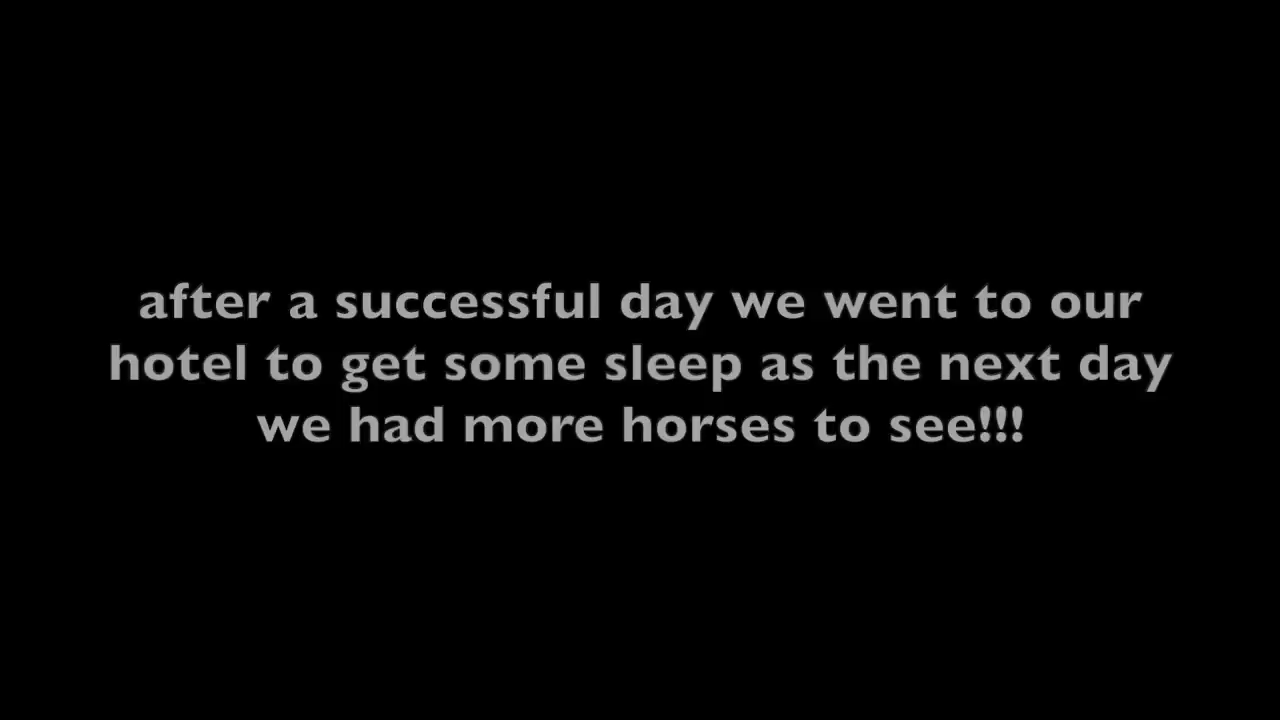 after a successful day we went to our
hotel to get some sleep as the next day
we had more horses to see!!!